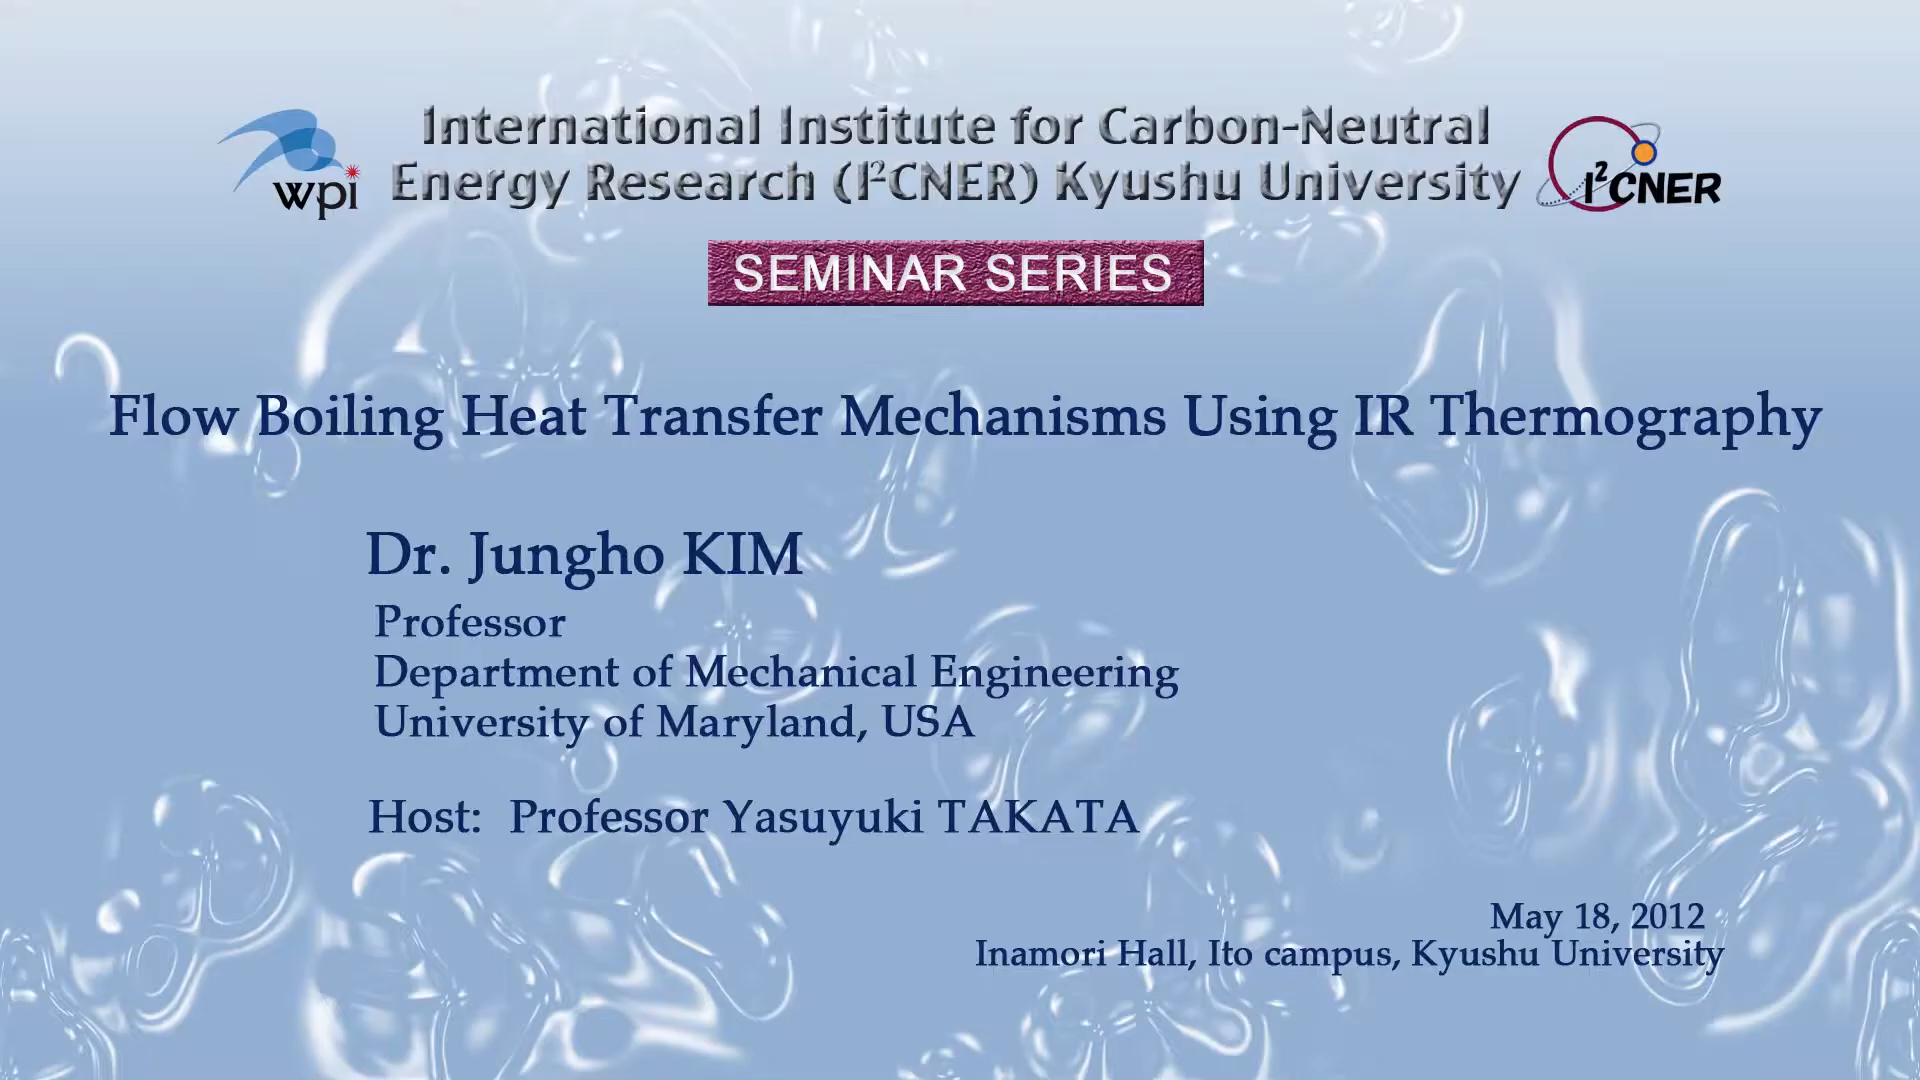 International Institute for Carbon-Neutral
Energy Research (I²CNER) Kyushu University
wpi
I²CNER
SEMINAR SERIES
Flow Boiling Heat Transfer Mechanisms Using IR Thermography
Dr. Jungho KIM
Professor
Department of Mechanical Engineering
University of Maryland, USA
Host: Professor Yasuyuki TAKATA
May 18, 2012
Inamori Hall, Ito campus, Kyushu University